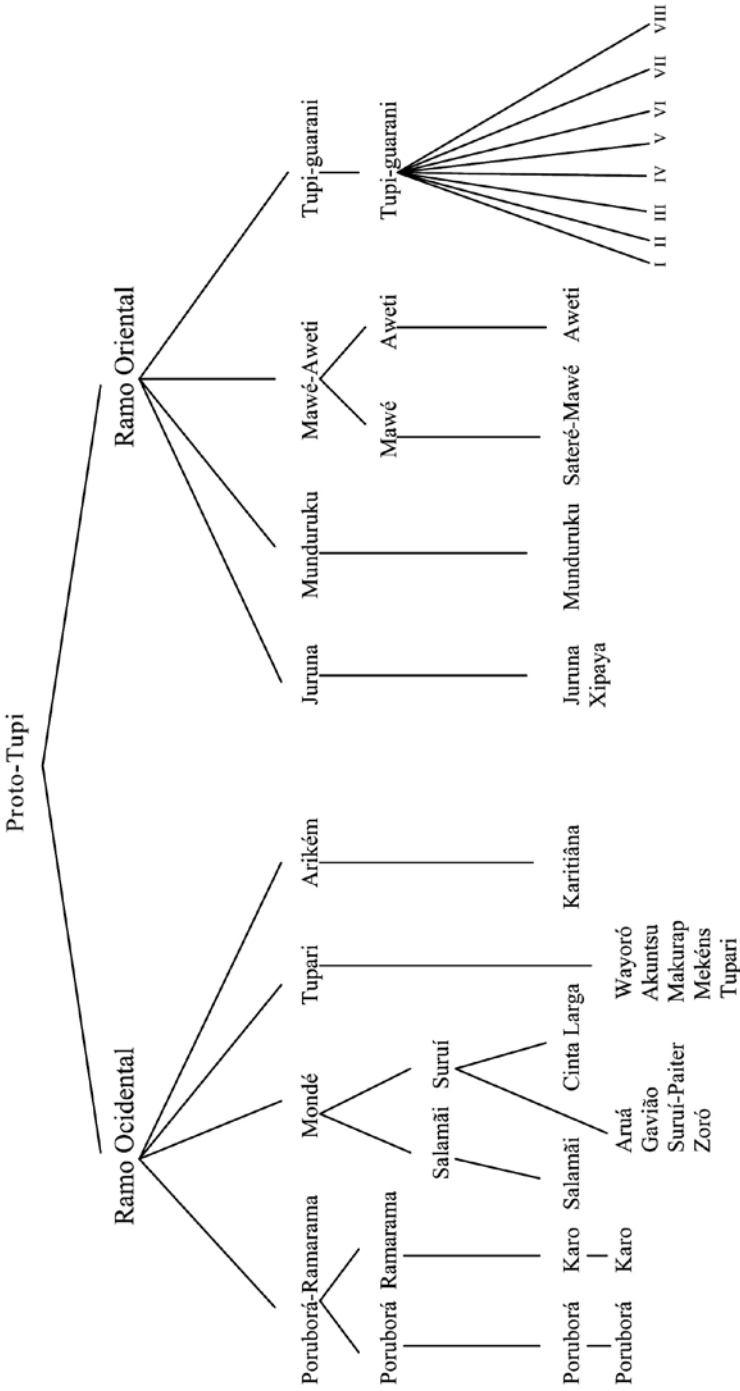 Proto-Tupi
Ramo Ocidental
Ramo Oriental
Poruborá-Ramarama
Mondé
Tupari
Arikém
Juruna
Munduruku
Mawé-Aweti
Tupi-guarani
Poruborá
Ramarama
Salamãi
Suruí
Mawé
Aweti
Tupi-guarani
Poruborá
Karo
Salamãi
Cinta Larga
Karitiâna
Juruna
Xipaya
Munduruku
Sateré-Mawé
Aweti
Poruborá
Karo
Aruá
Gavião
Suruí-Paiter
Zoró
Wayoró
Akuntsu
Makurap
Mekéns
Tupari
I
II
III
IV
V
VI
VII
VIII